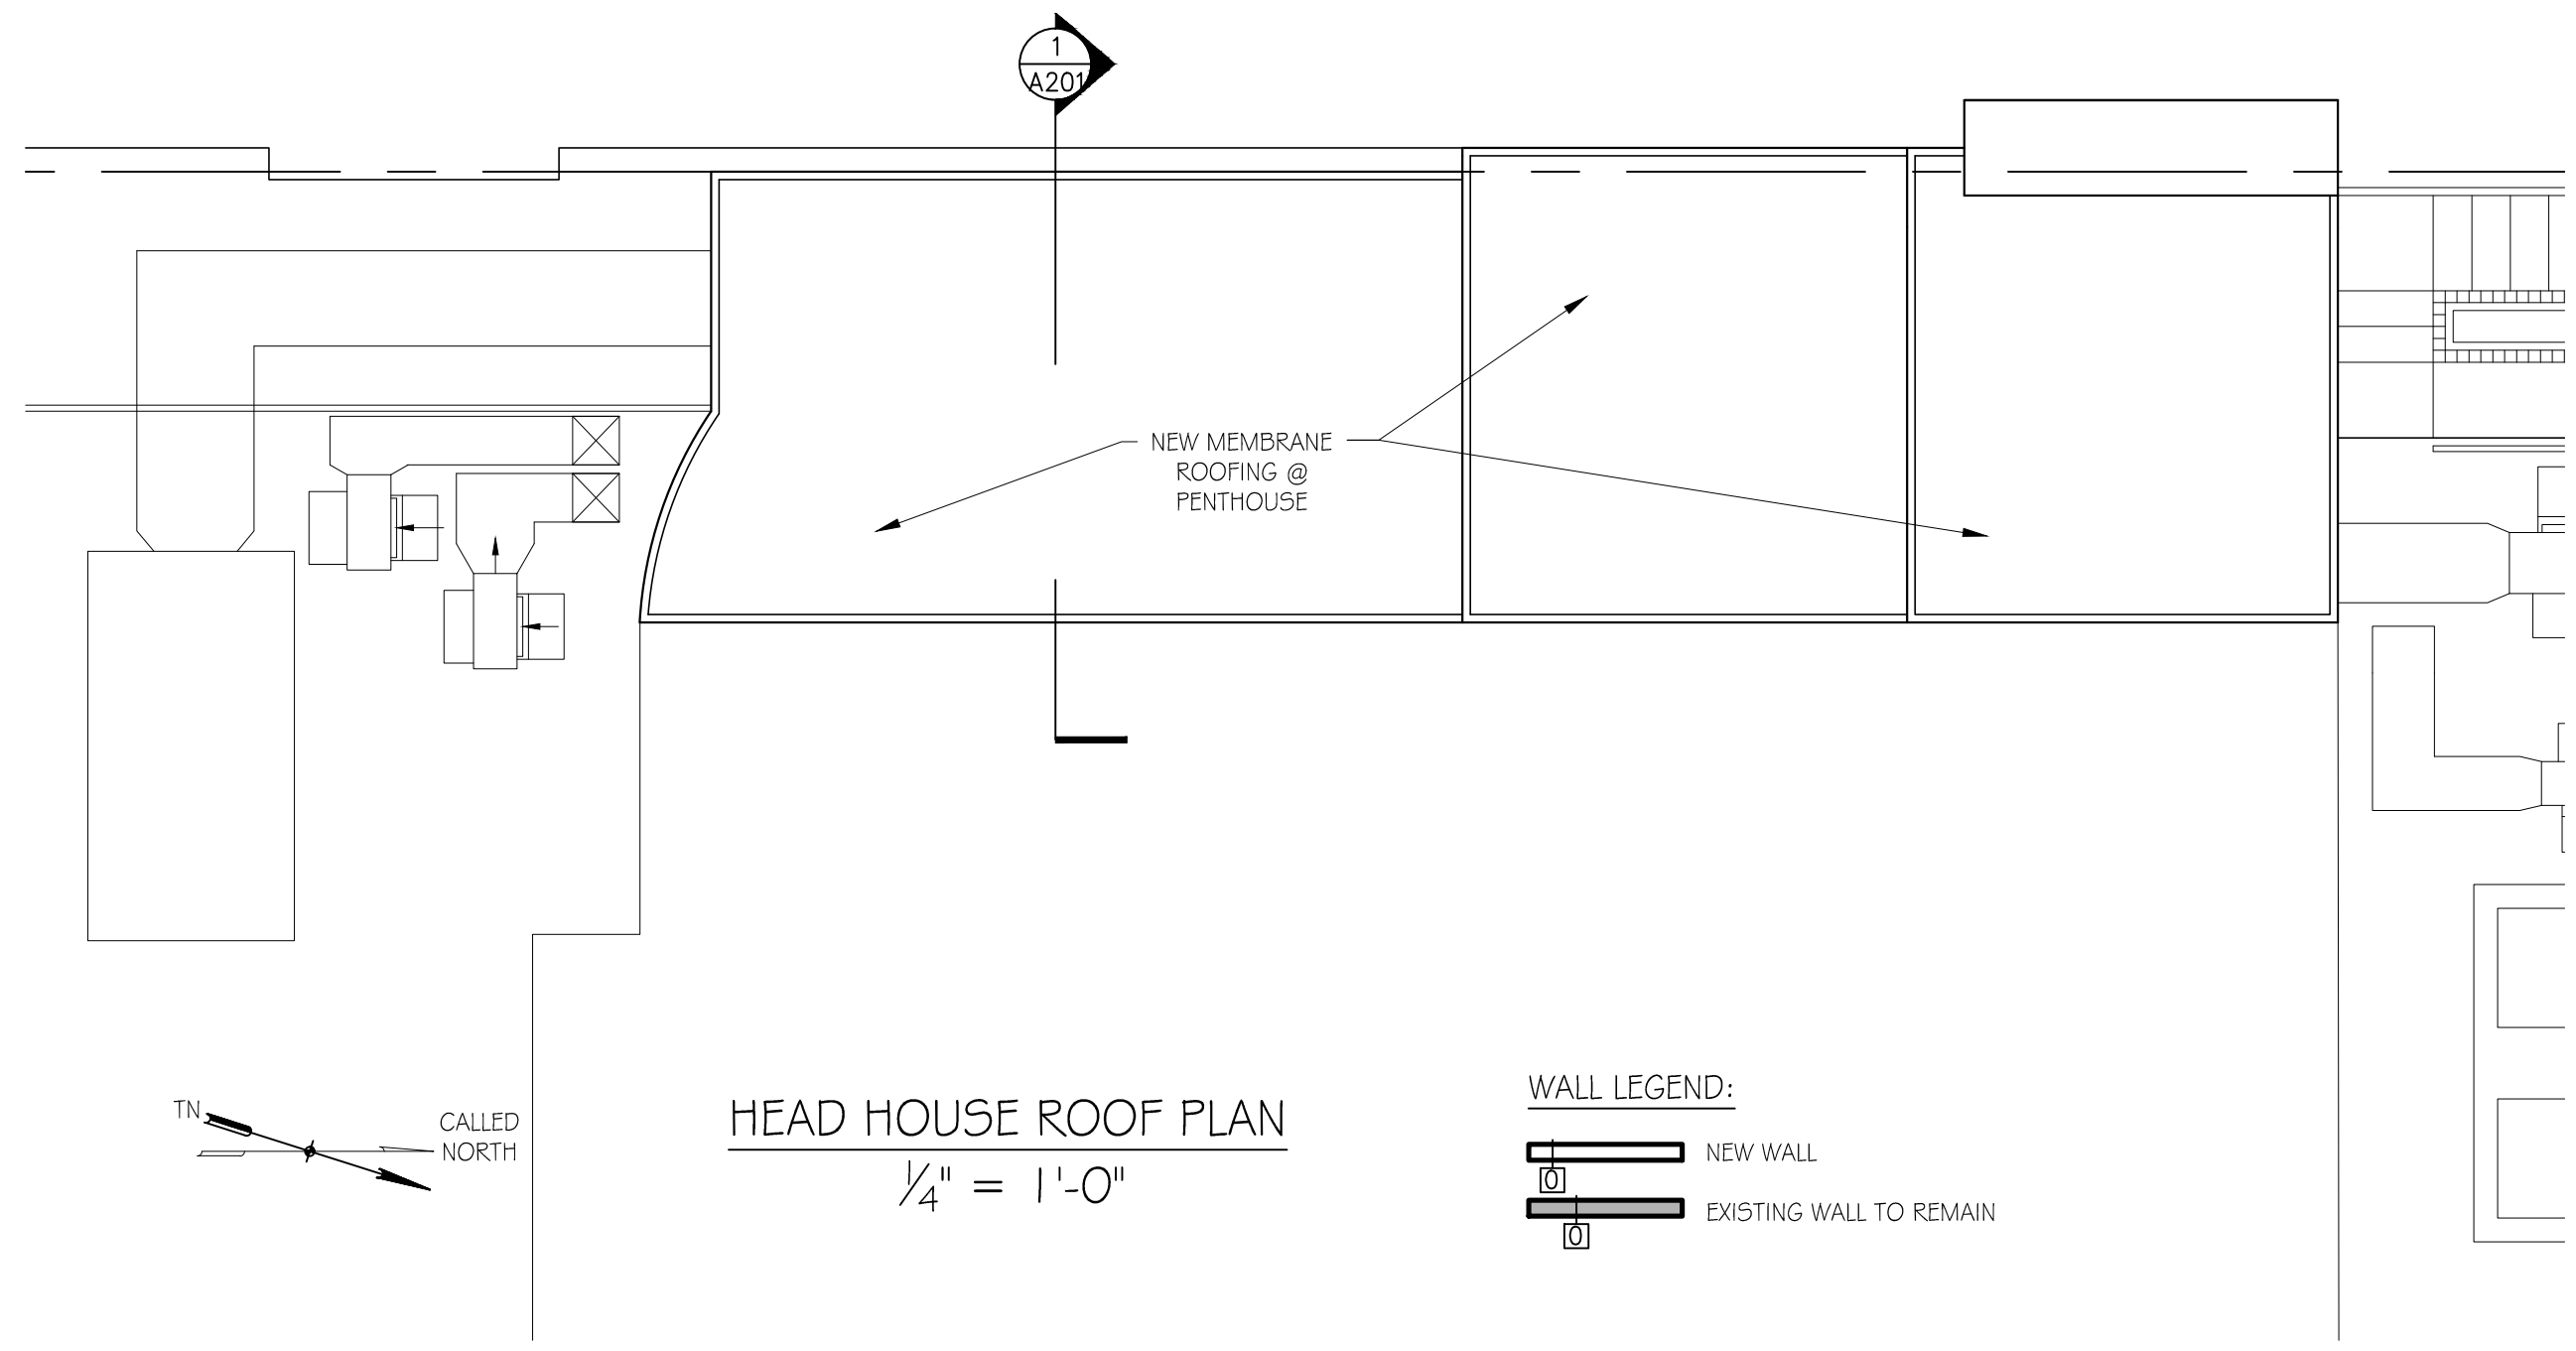 1
A201
NEW MEMBRANE
ROOFING @
PENTHOUSE
TN
CALLED
NORTH
HEAD HOUSE ROOF PLAN
1/4" = 1'-0"
WALL LEGEND:
NEW WALL
0
EXISTING WALL TO REMAIN
0